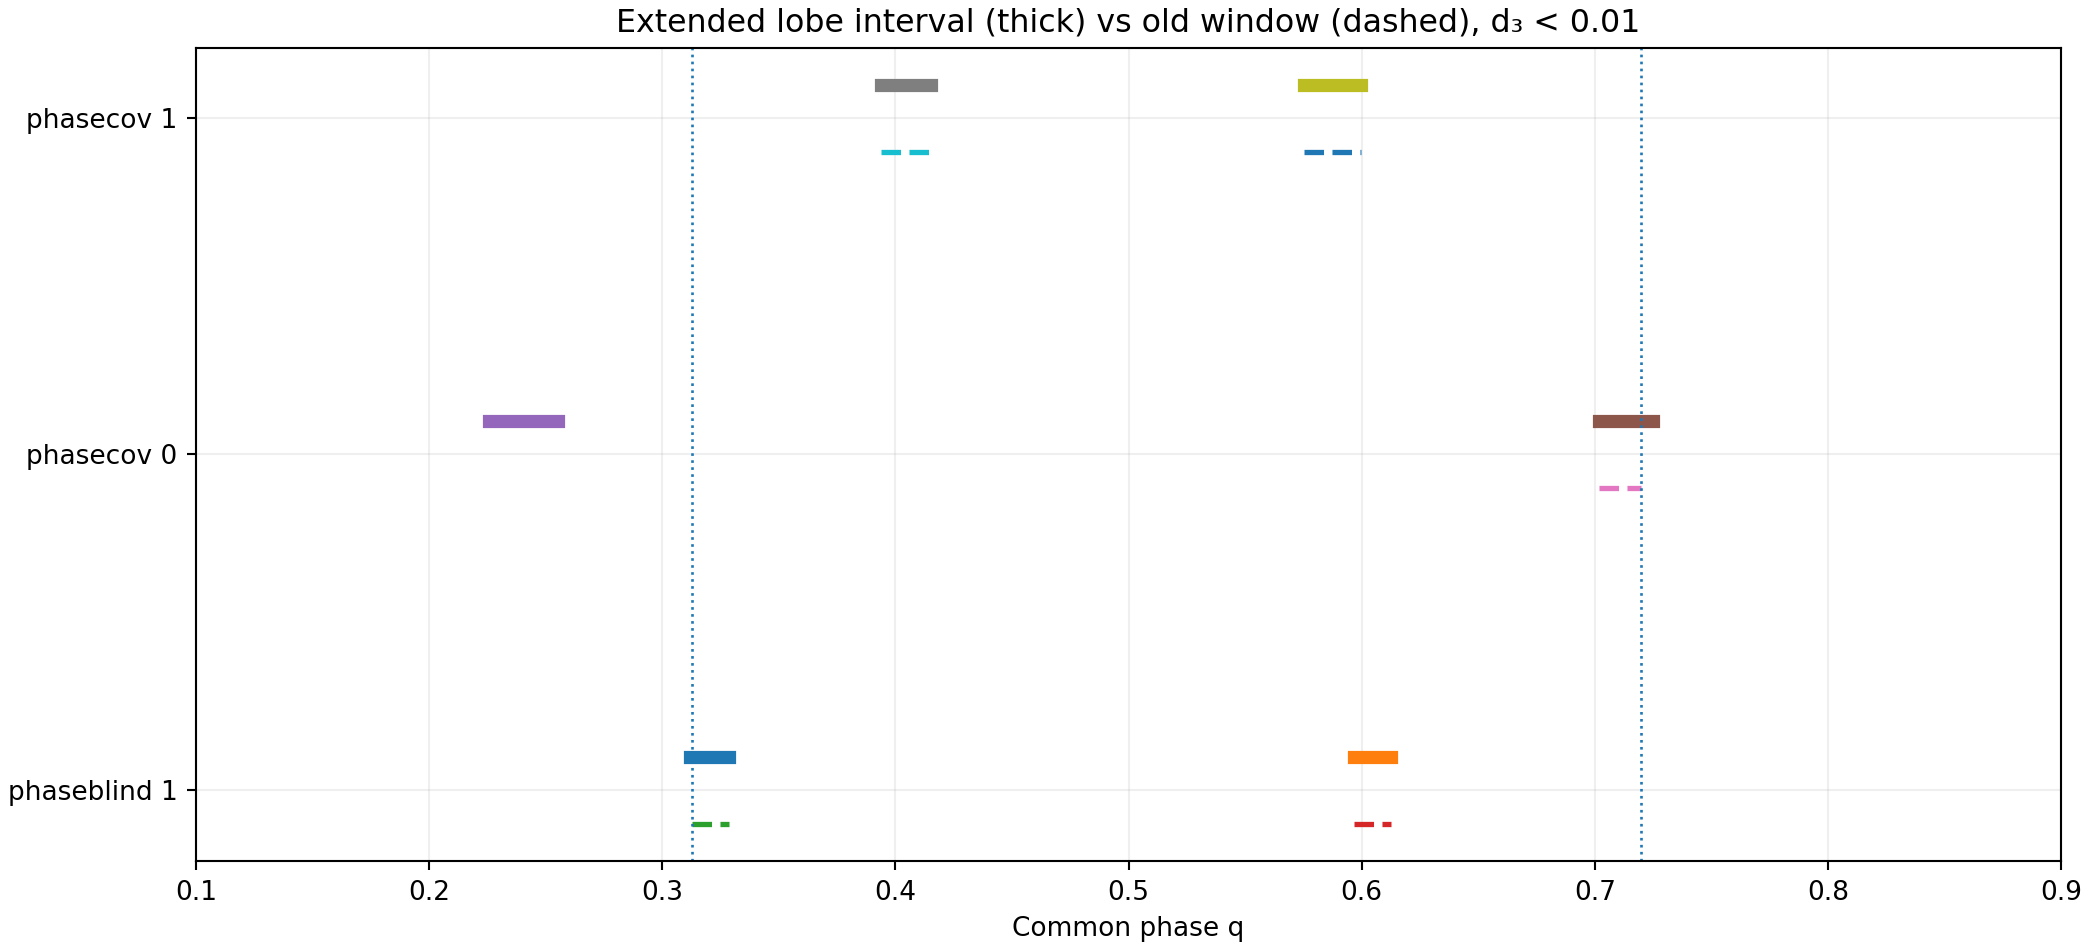 Extended lobe interval (thick) vs old window (dashed), d₃ < 0.01
phasecov 1
phasecov 0
phaseblind 1
0.1 0.2 0.3 0.4 0.5 0.6 0.7 0.8 0.9
Common phase q